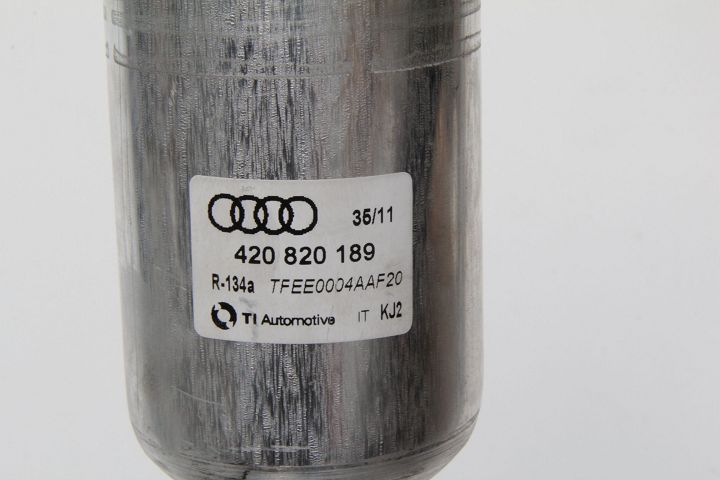 35/11
420 820 189
R-134a TFEE0004AAF20
TI Automotive IT KJ2